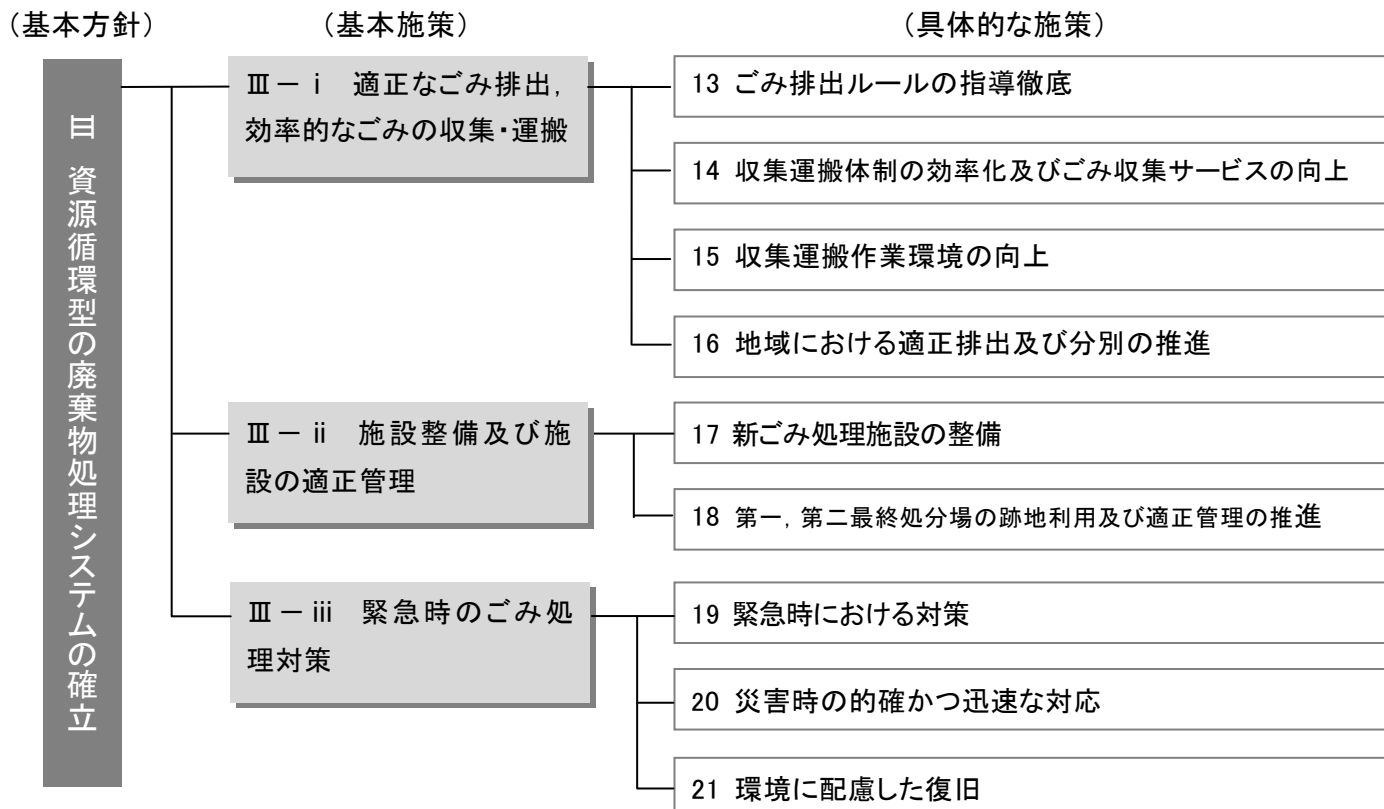 （基本方針）
（基本施策）
（具体的な施策）
Ⅲ 資源循環型の廃棄物処理システムの確立
Ⅲ－ⅰ　適正なごみ排出，
効率的なごみの収集・運搬
13 ごみ排出ルールの指導徹底
14 収集運搬体制の効率化及びごみ収集サービスの向上
15 収集運搬作業環境の向上
16 地域における適正排出及び分別の推進
Ⅲ－ⅱ　施設整備及び施
設の適正管理
17 新ごみ処理施設の整備
18 第一，第二最終処分場の跡地利用及び適正管理の推進
Ⅲ－ⅲ　緊急時のごみ処
理対策
19 緊急時における対策
20 災害時の的確かつ迅速な対応
21 環境に配慮した復旧